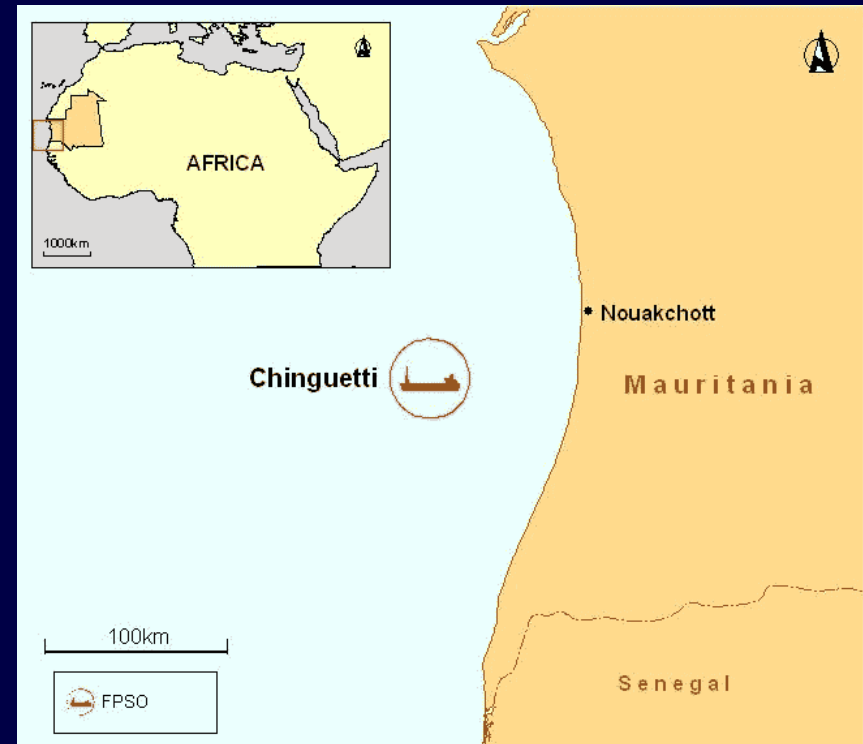 AFRICA
1000km
Nouakchott
Chinguetti
Mauritania
100km
FPSO
Senegal